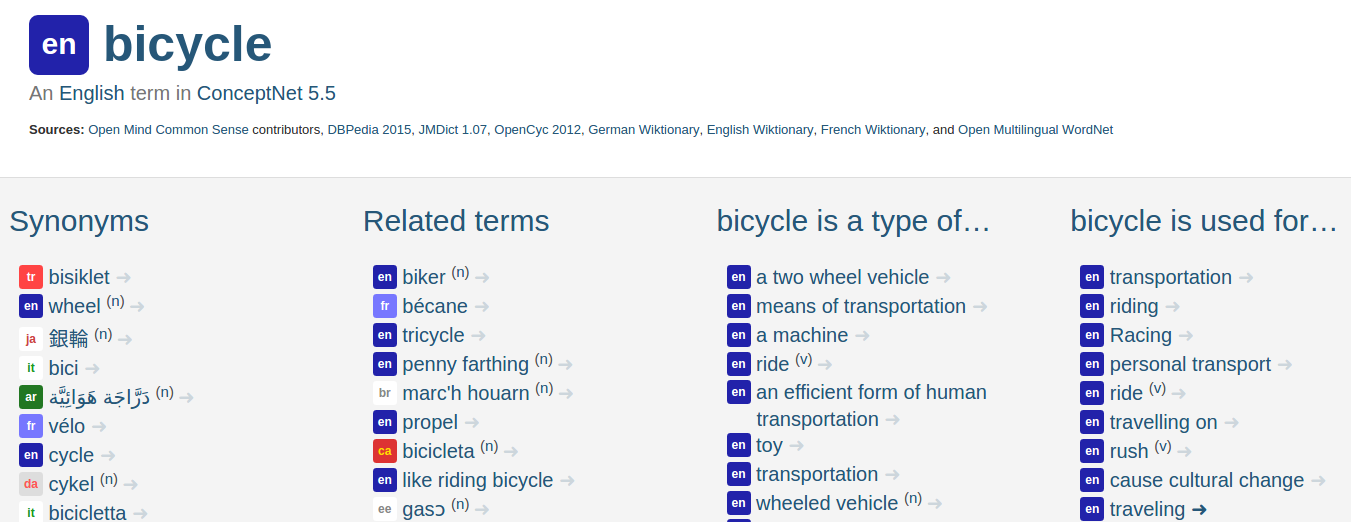 en bicycle
An English term in ConceptNet 5.5
Sources: Open Mind Common Sense contributors, DBPedia 2015, JMDict 1.07, OpenCyc 2012, German Wiktionary, English Wiktionary, French Wiktionary, and Open Multilingual WordNet
Synonyms
tr bisiklet ➜
en wheel (n) ➜
ja 銀輪 (n) ➜
it bici ➜
ar دَرَّاجَة هَوَائِيَّة (n) ➜
fr vélo ➜
en cycle ➜
da cykel (n) ➜
it bicicletta ➜
Related terms
en biker (n) ➜
fr bécane ➜
en tricycle ➜
en penny farthing (n) ➜
br marc'h houarn (n) ➜
en propel ➜
ca bicicleta (n) ➜
en like riding bicycle ➜
ee gasɔ (n) ➜
bicycle is a type of…
en a two wheel vehicle ➜
en means of transportation ➜
en a machine ➜
en ride (v) ➜
en an efficient form of human
transportation ➜
en toy ➜
en transportation ➜
en wheeled vehicle (n) ➜
bicycle is used for…
en transportation ➜
en riding ➜
en Racing ➜
en personal transport ➜
en ride (v) ➜
en travelling on ➜
en rush (v) ➜
en cause cultural change ➜
en traveling ➜